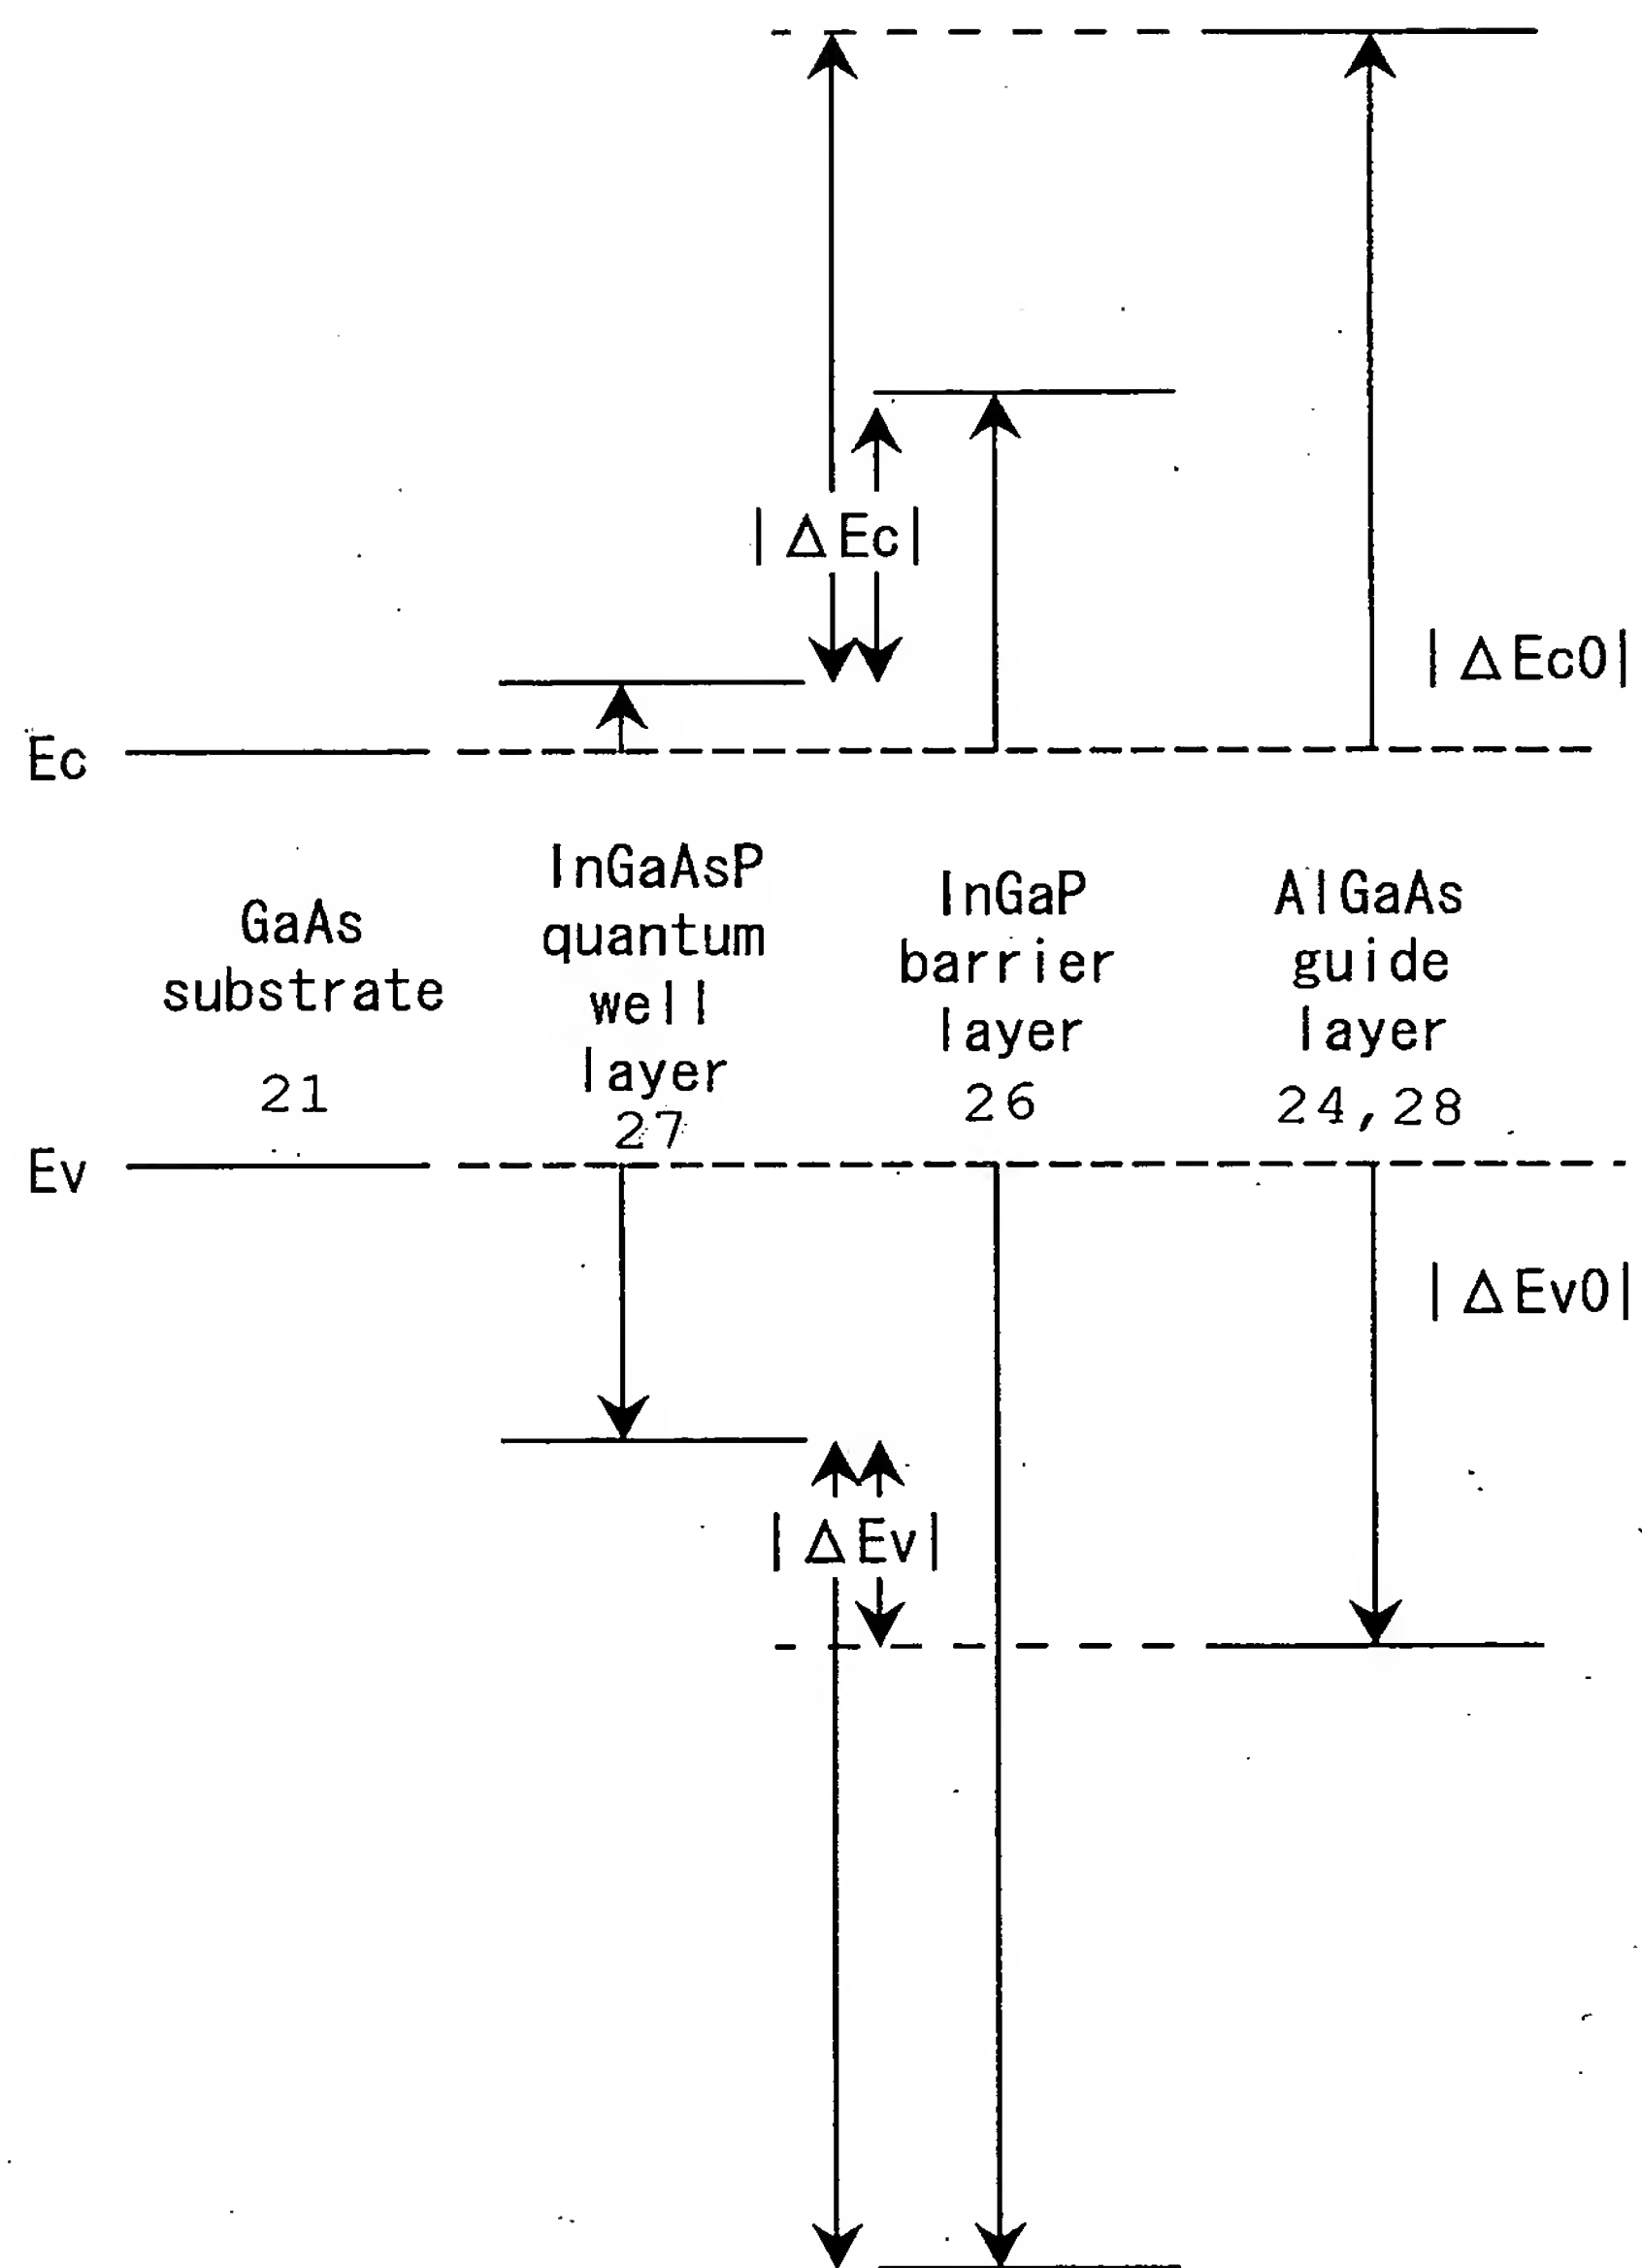 |ΔEc|
|ΔEc0|
Ec
GaAs
substrate
21
InGaAsP
quantum
well
layer
27
InGaP
barrier
layer
26
AlGaAs
guide
layer
24,28
Ev
|ΔEv0|
|ΔEv|